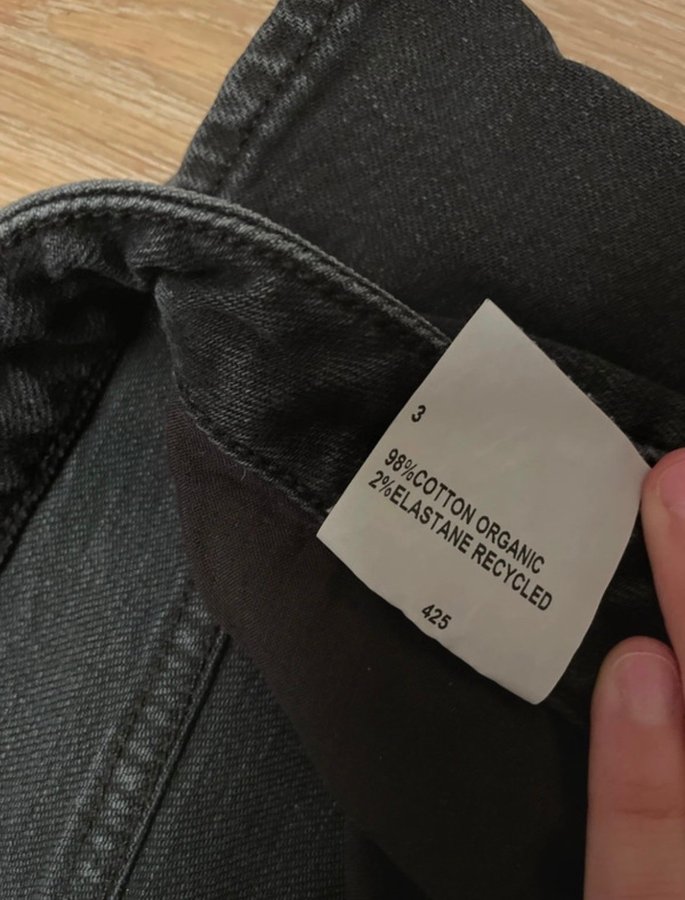 3
98%COTTON ORGANIC
2%ELASTANE RECYCLED
425